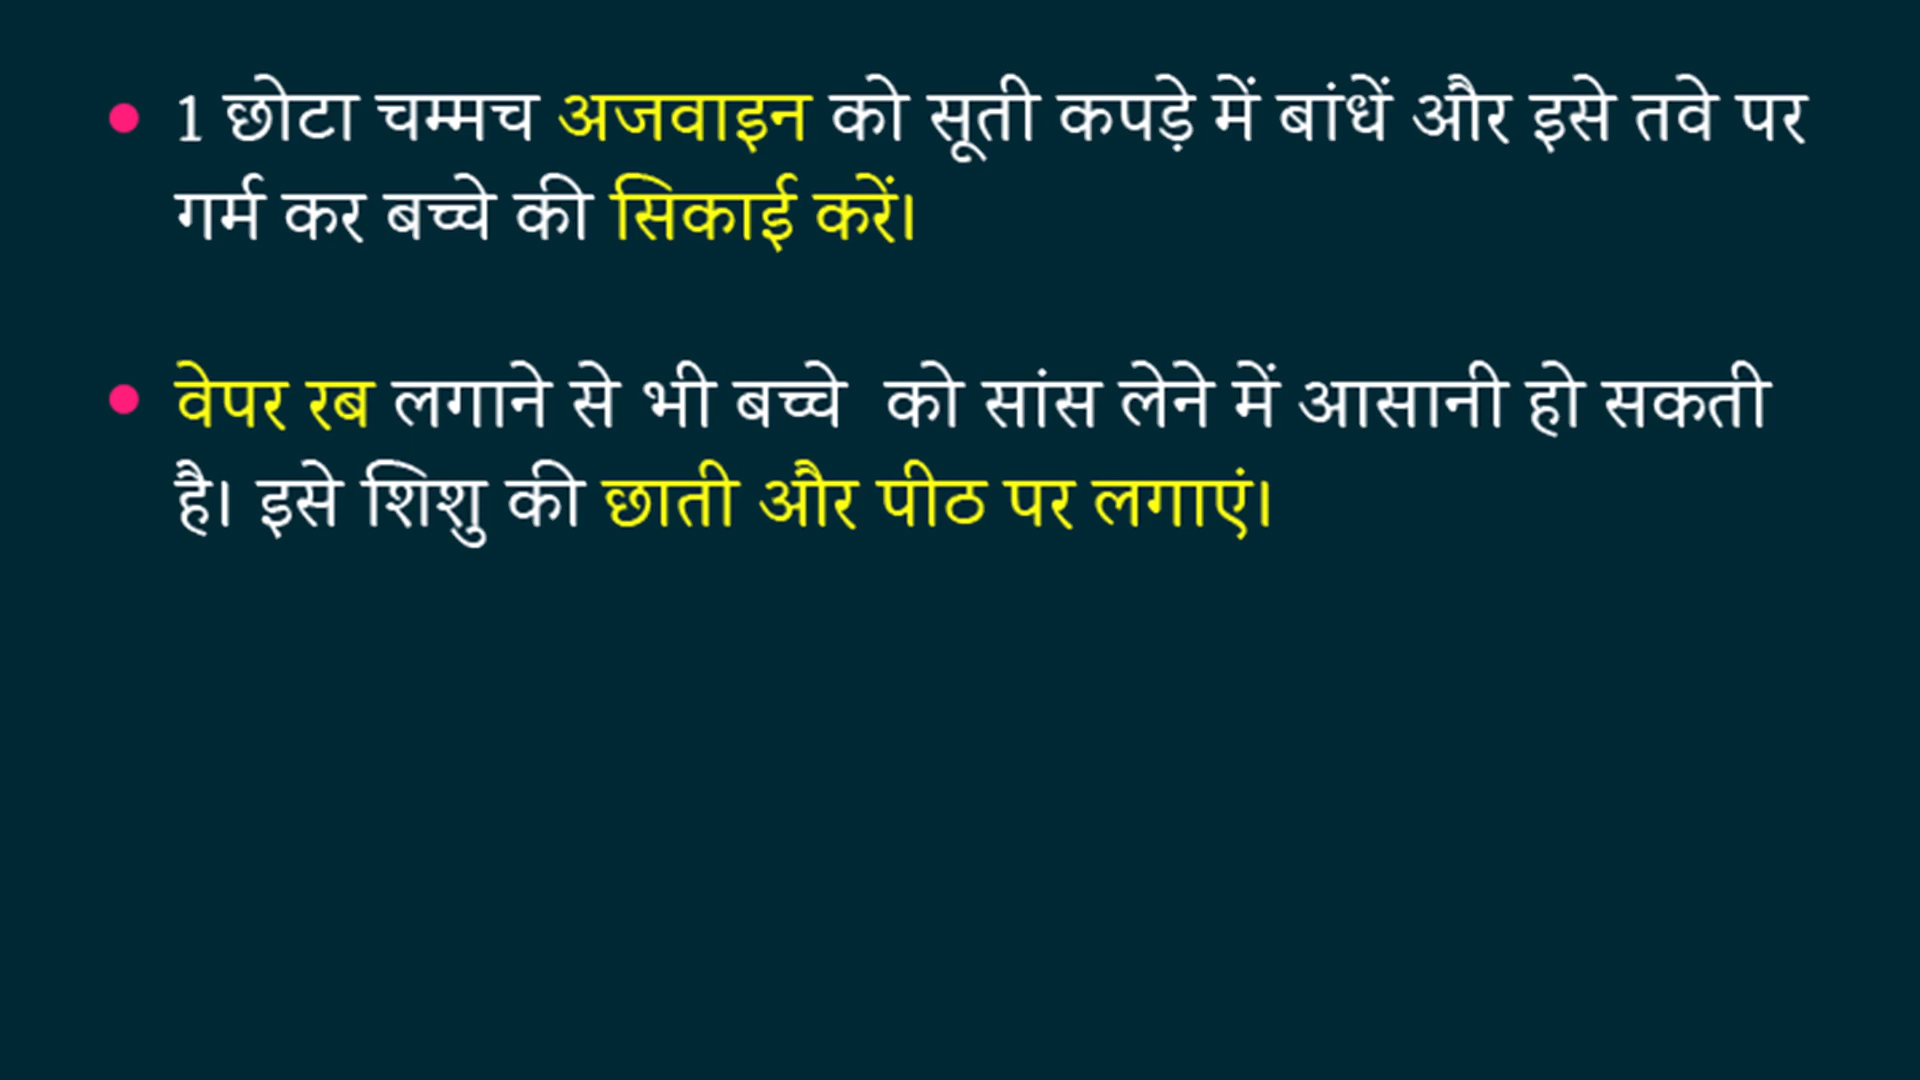 • 1 छोटा चम्मच अजवाइन को सूती कपड़े में बांधें और इसे तवे पर
गर्म कर बच्चे की सिकाई करें।
• वेपर रब लगाने से भी बच्चे  को सांस लेने में आसानी हो सकती
है। इसे शिशु की छाती और पीठ पर लगाएं।